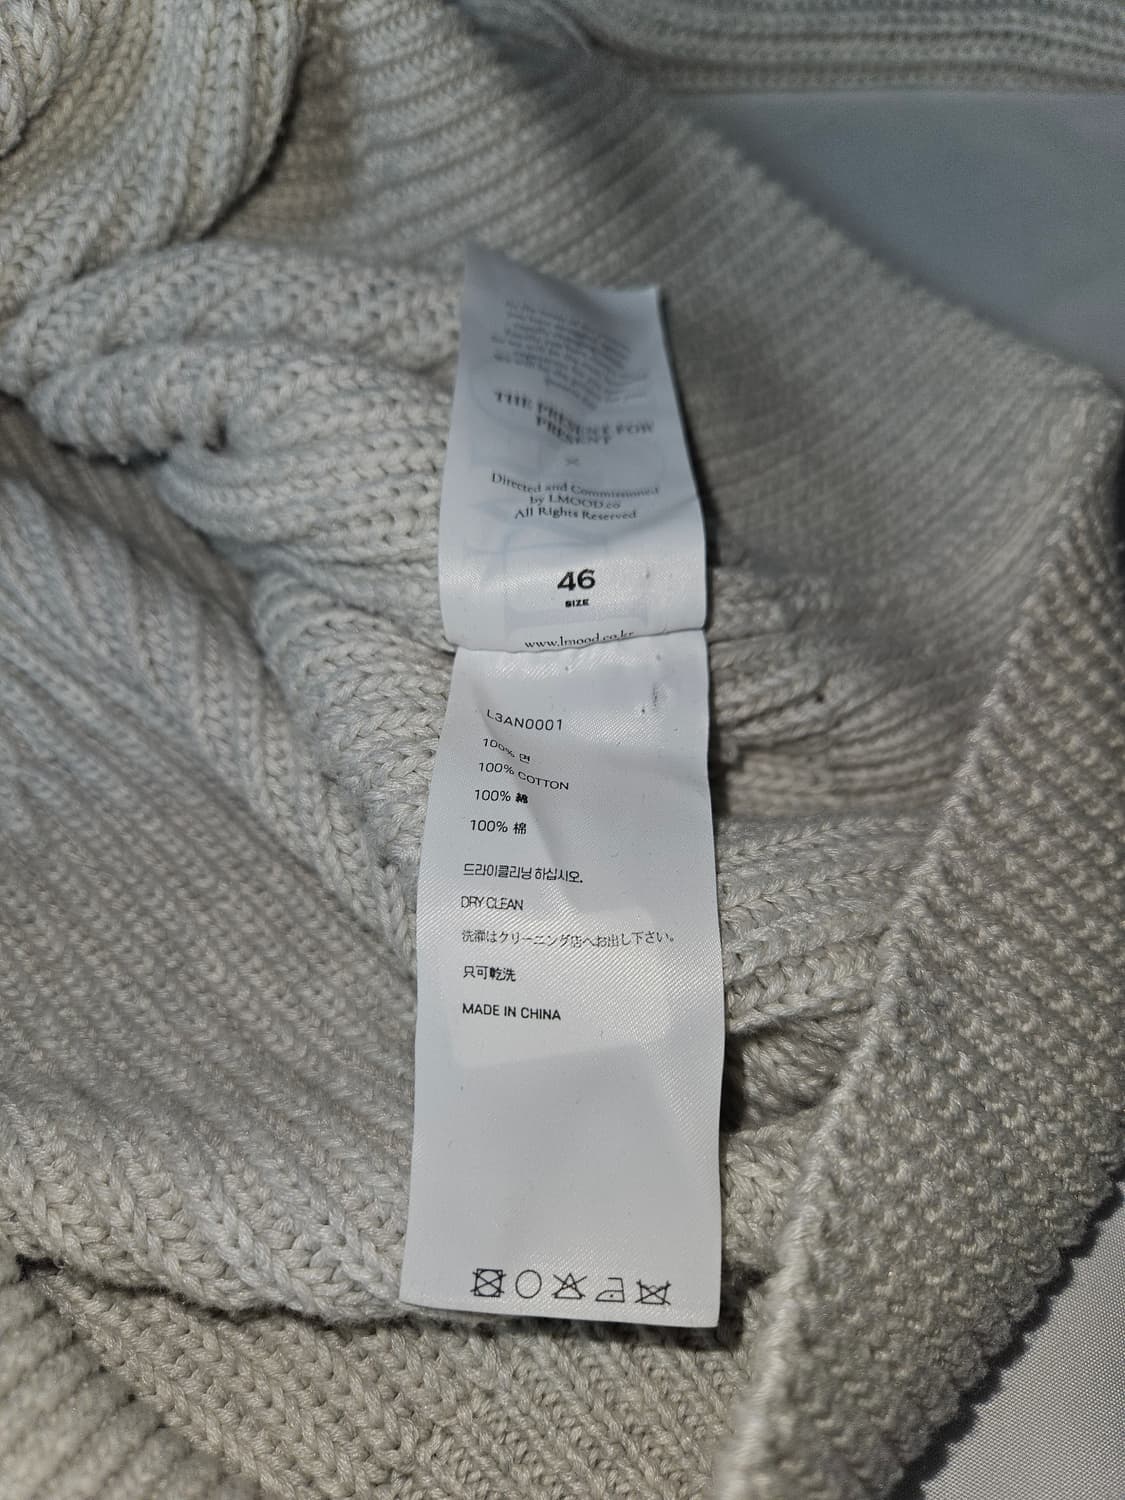 THE PRESENT FOR
PRESENT
Directed and Commissioned
by LMOOD.co
All Rights Reserved
46
SIZE
www.lmood.co.kr
L3AN0001
100% 면
100% COTTON
100% 綿
100% 棉
드라이클리닝 하십시오.
DRY CLEAN
洗濯はクリーニング店へお出し下さい。
只可乾洗
MADE IN CHINA